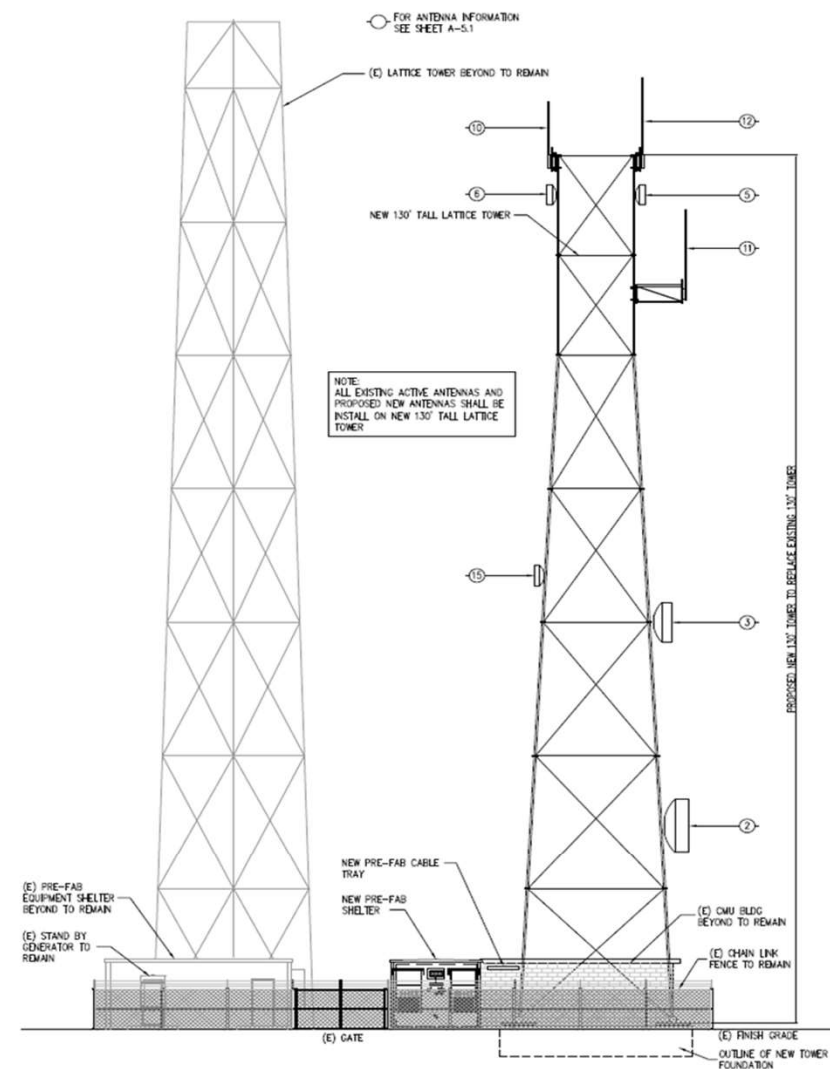 FOR ANTENNA INFORMATION
SEE SHEET A-5.1
(E) LATTICE TOWER BEYOND TO REMAIN
10
12
6
5
NEW 130' TALL LATTICE TOWER
11
NOTE:
ALL EXISTING ACTIVE ANTENNAS AND
PROPOSED NEW ANTENNAS SHALL BE
INSTALL ON NEW 130' TALL LATTICE
TOWER
PROPOSED NEW 130' TOWER TO REPLACE EXISTING 130' TOWER
15
3
2
NEW PRE-FAB CABLE
TRAY
(E) PRE-FAB
EQUIPMENT SHELTER
BEYOND TO REMAIN
NEW PRE-FAB
SHELTER
(E) CMU BLDG
BEYOND TO REMAIN
(E) STAND BY
GENERATOR TO
REMAIN
(E) CHAIN LINK
FENCE TO REMAIN
(E) GATE
(E) FINISH GRADE
OUTLINE OF NEW TOWER
FOUNDATION